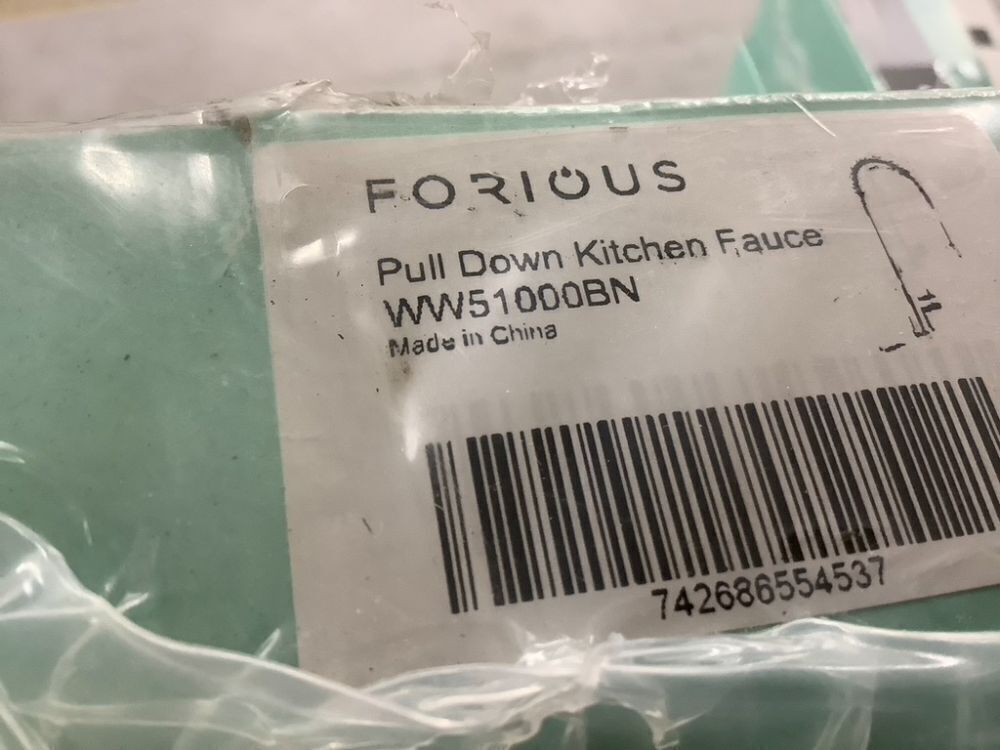 FORIOUS
Pull Down Kitchen Fauce
WW51000BN
Made in China
742686554537